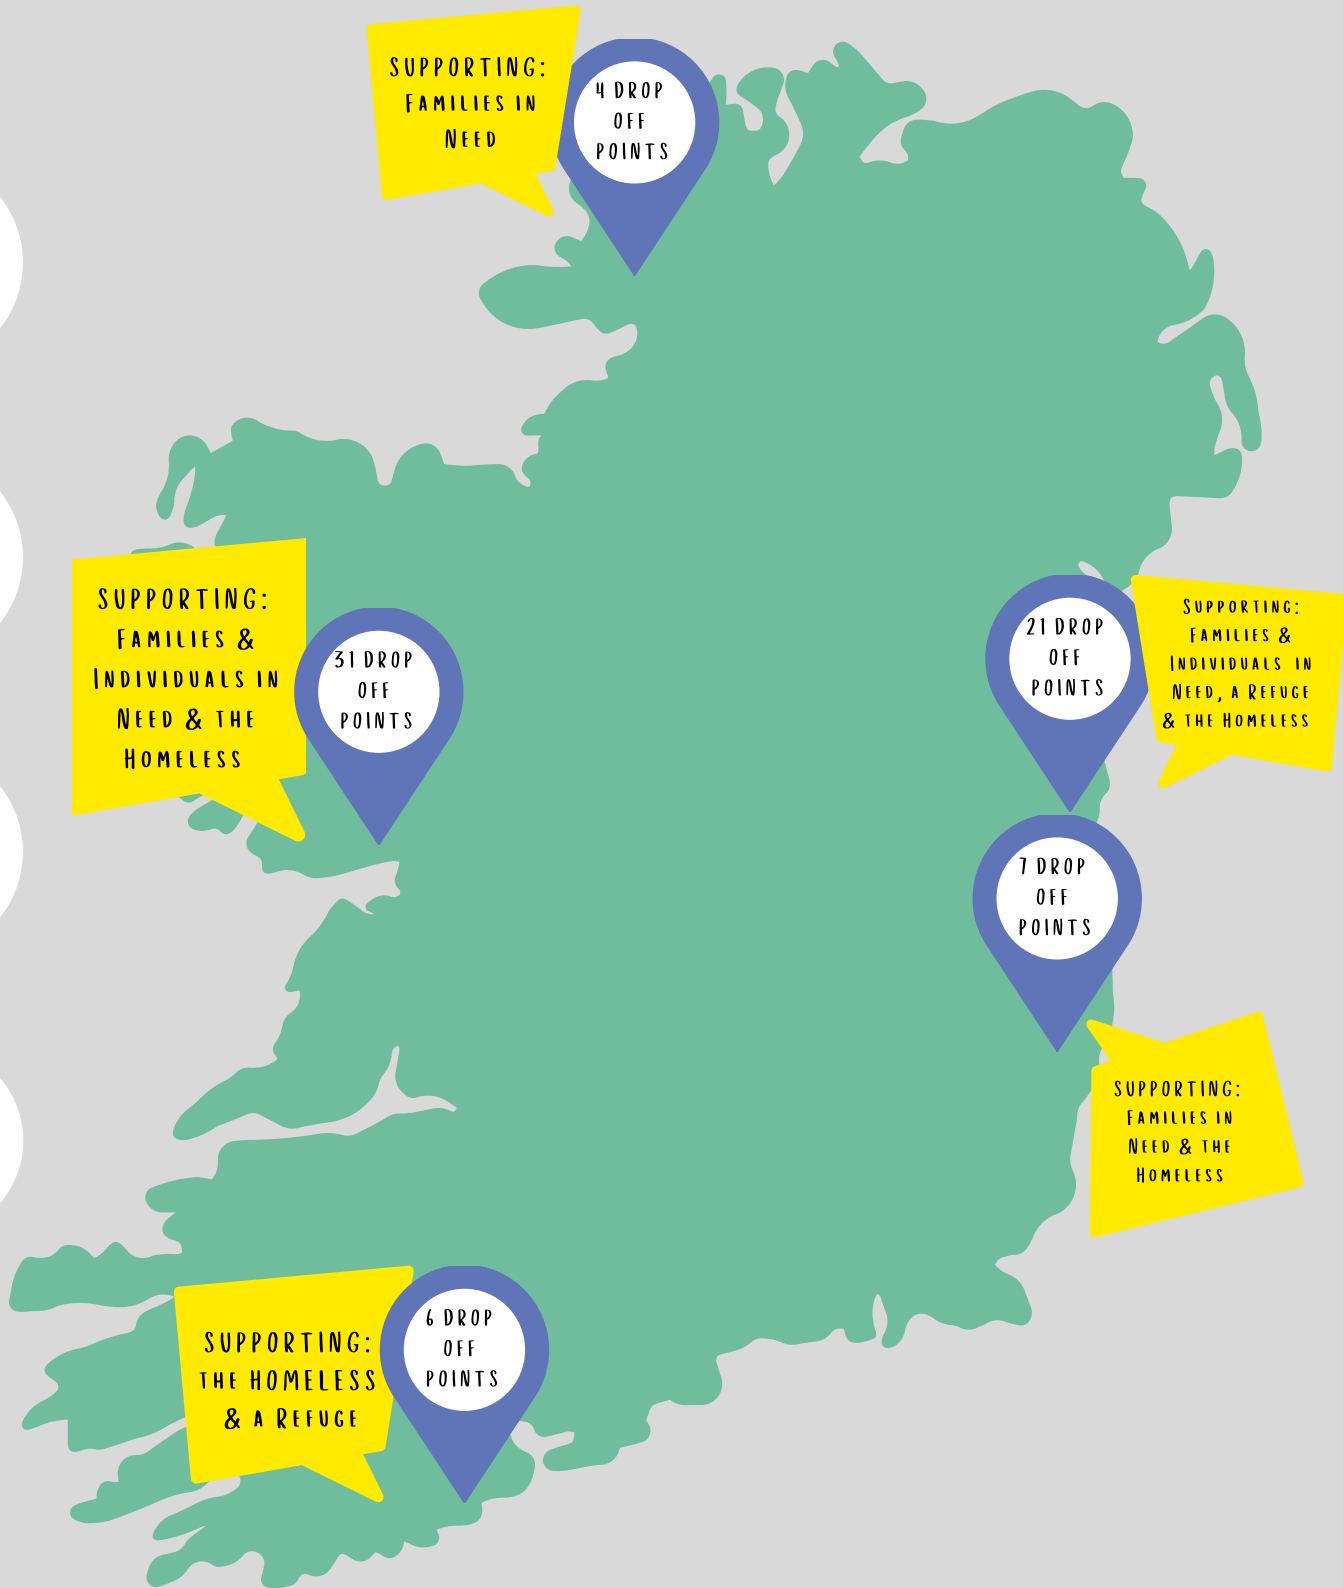 SUPPORTING:
FAMILIES IN
NEED
4 DROP
OFF
POINTS
SUPPORTING:
FAMILIES &
INDIVIDUALS IN
NEED & THE
HOMELESS
31 DROP
OFF
POINTS
21 DROP
OFF
POINTS
SUPPORTING:
FAMILIES &
INDIVIDUALS IN
NEED, A REFUGE
& THE HOMELESS
7 DROP
OFF
POINTS
SUPPORTING:
FAMILIES IN
NEED & THE
HOMELESS
SUPPORTING:
THE HOMELESS
& A REFUGE
6 DROP
OFF
POINTS